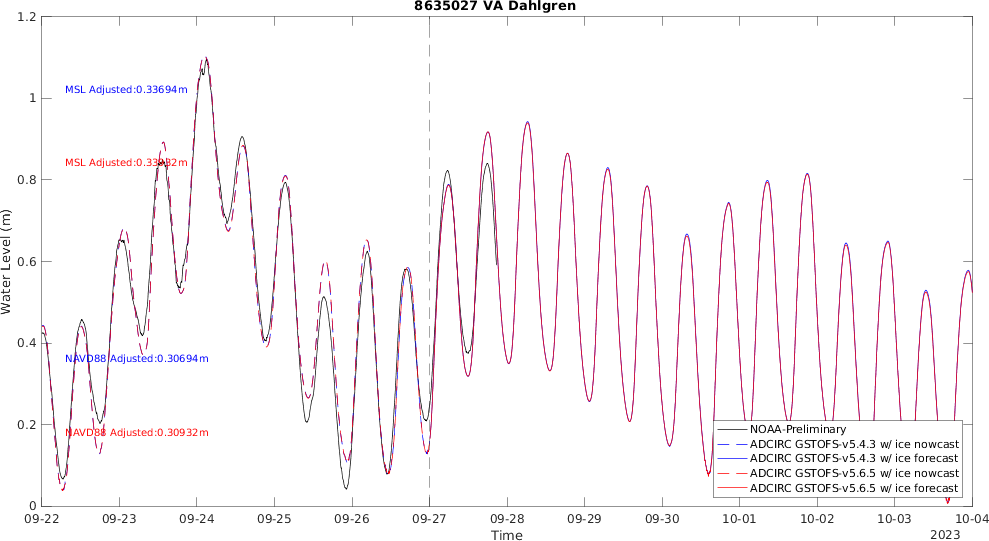 8635027 VA Dahlgren
1.2
1
0.8
0.6
0.4
0.2
0
Water Level (m)
MSL Adjusted:0.33694m
MSL Adjusted:0.33932m
NAVD88 Adjusted:0.30694m
NAVD88 Adjusted:0.30932m
NOAA-Preliminary
ADCIRC GSTOFS-v5.4.3 w/ ice nowcast
ADCIRC GSTOFS-v5.4.3 w/ ice forecast
ADCIRC GSTOFS-v5.6.5 w/ ice nowcast
ADCIRC GSTOFS-v5.6.5 w/ ice forecast
09-22 09-23 09-24 09-25 09-26 09-27 09-28 09-29 09-30 10-01 10-02 10-03 10-04
Time
2023